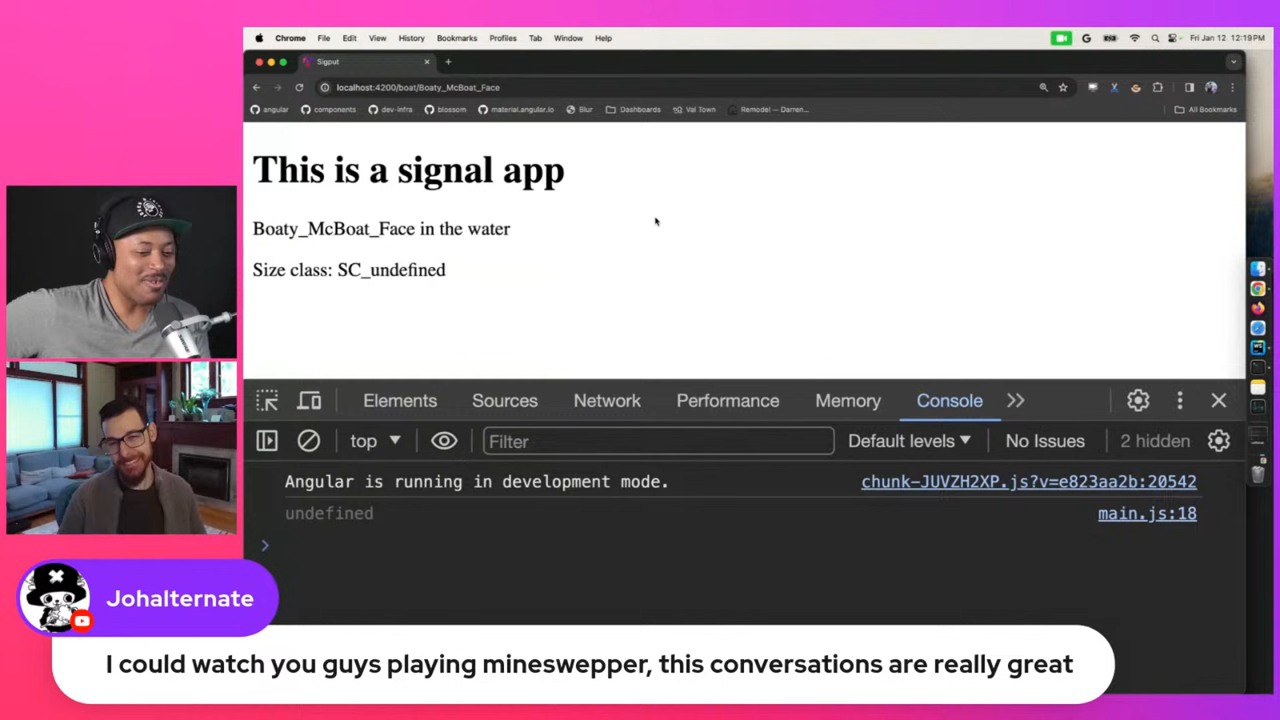 Chrome File Edit View History Bookmarks Profiles Tab Window Help Fri Jan 12 12:19PM
Sigput
localhost:4200/boat/Boaty_McBoat_Face
angular components dev-infra blossom material.angular.io Blur Dashboards Val Town Remodel — Darren... All Bookmarks
This is a signal app
Boaty_McBoat_Face in the water
Size class: SC_undefined
Elements Sources Network Performance Memory Console
top Filter Default levels No Issues 2 hidden
Angular is running in development mode. chunk-JUVZH2XP.js?v=e823aa2b:20542
undefined main.js:18
Johalternate
I could watch you guys playing mineswepper, this conversations are really great